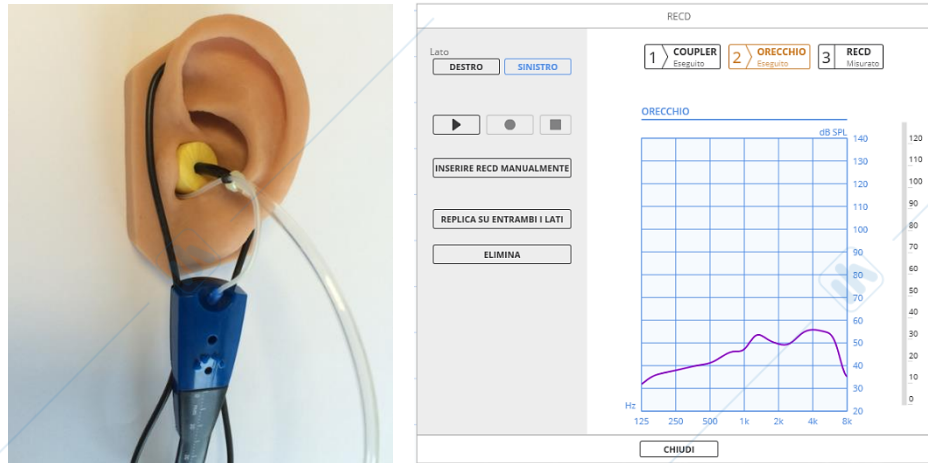 RECD
Lato
DESTRO
SINISTRO
INSERIRE RECD MANUALMENTE
REPLICA SU ENTRAMBI I LATI
ELIMINA
1 COUPLER
Eseguito
2 ORECCHIO
Eseguito
3 RECD
Misurato
ORECCHIO
dB SPL
140
130
120
110
100
90
80
70
60
50
40
30
20
Hz
125 250 500 1k 2k 4k 8k
120
110
100
90
80
70
60
50
40
30
20
10
0
CHIUDI